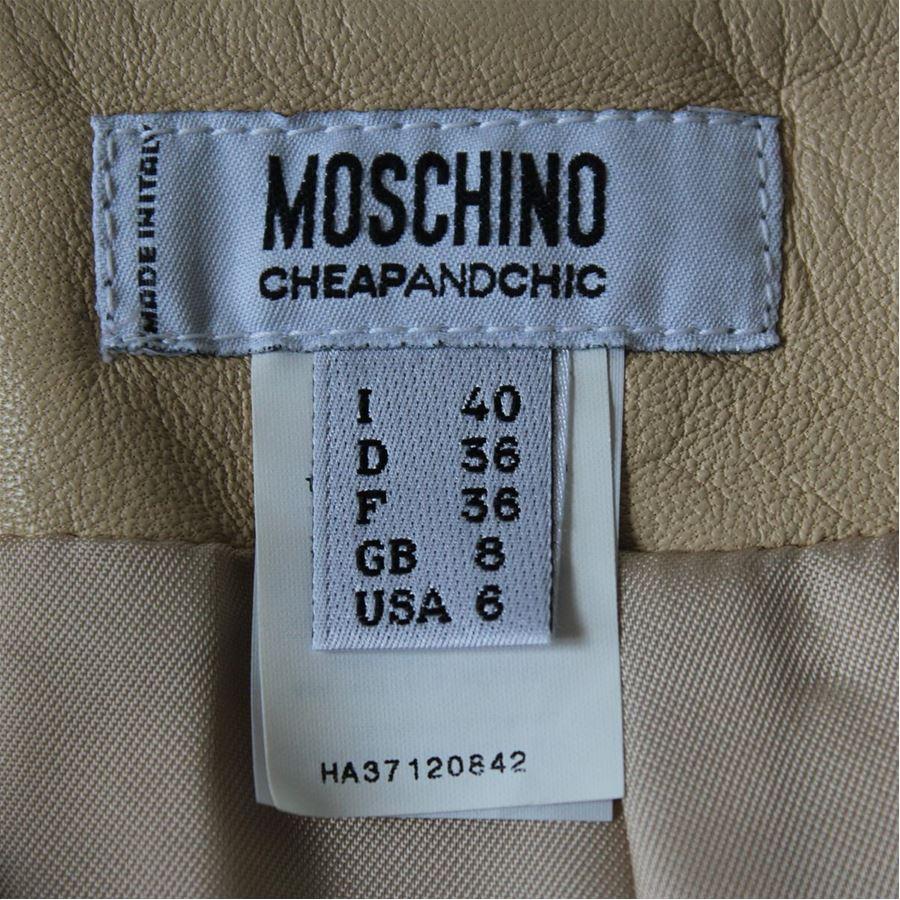 MADE IN ITALY
MOSCHINO
CHEAPANDCHIC
I 40
D 36
F 36
GB 8
USA 6
HA37120842